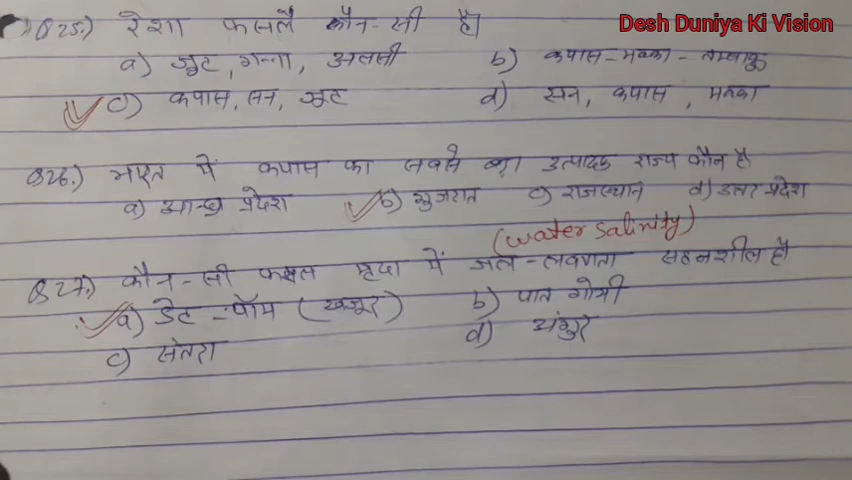 Desh Duniya Ki Vision
Q25.) रेशा फसलें कौन-सी है।
a) जूट, गन्ना, अलसी b) कपास-मक्का-तम्बाकू
c) कपास, सन, जूट d) सन, कपास, मक्का
Q26.) भारत में कपास का सबसे बड़ा उत्पादक राज्य कौन है
a) आन्ध्र प्रदेश b) गुजरात c) राजस्थान d) उत्तर प्रदेश
(water salinity)
Q27.) कौन-सी फसल मृदा में जल-लवणता सहनशील है
a) डेट-पॉम (खजूर) b) पात गोभी
c) संतरा d) अंगूर